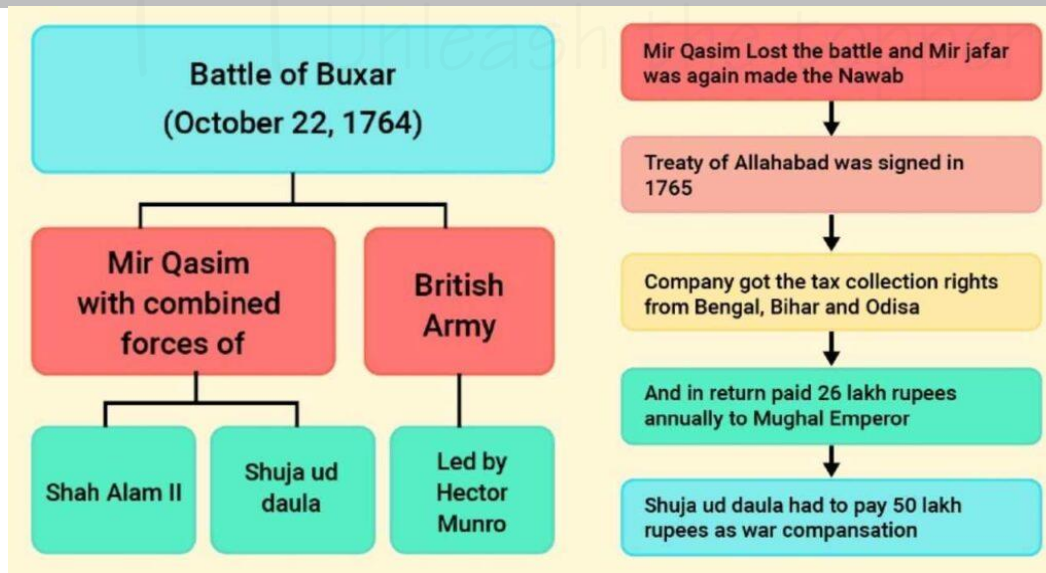 Unleash the topper
Battle of Buxar
(October 22, 1764)
Mir Qasim
with combined
forces of
British
Army
Shah Alam II
Shuja ud
daula
Led by
Hector
Munro
Mir Qasim Lost the battle and Mir jafar
was again made the Nawab
Treaty of Allahabad was signed in
1765
Company got the tax collection rights
from Bengal, Bihar and Odisa
And in return paid 26 lakh rupees
annually to Mughal Emperor
Shuja ud daula had to pay 50 lakh
rupees as war compansation